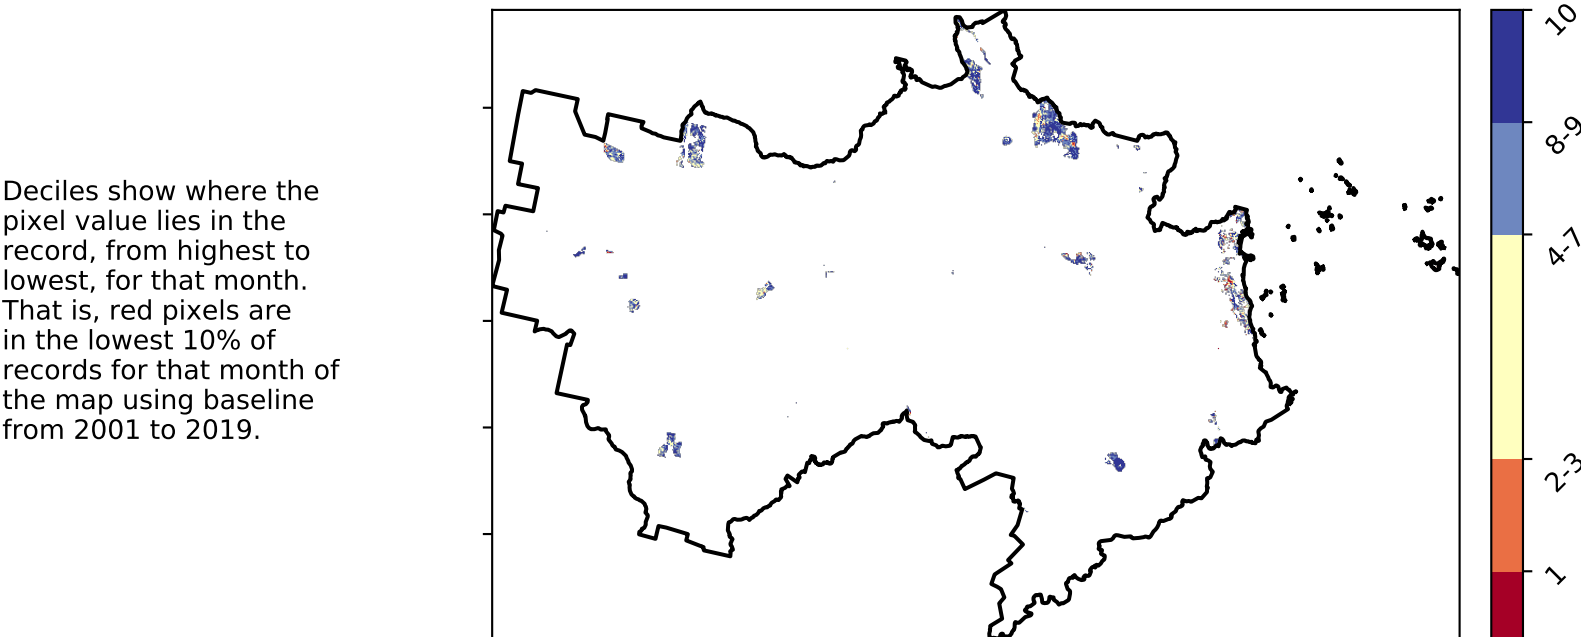 Deciles show where the
pixel value lies in the
record, from highest to
lowest, for that month.
That is, red pixels are
in the lowest 10% of
records for that month of
the map using baseline
from 2001 to 2019.
10
8-9
4-7
2-3
1